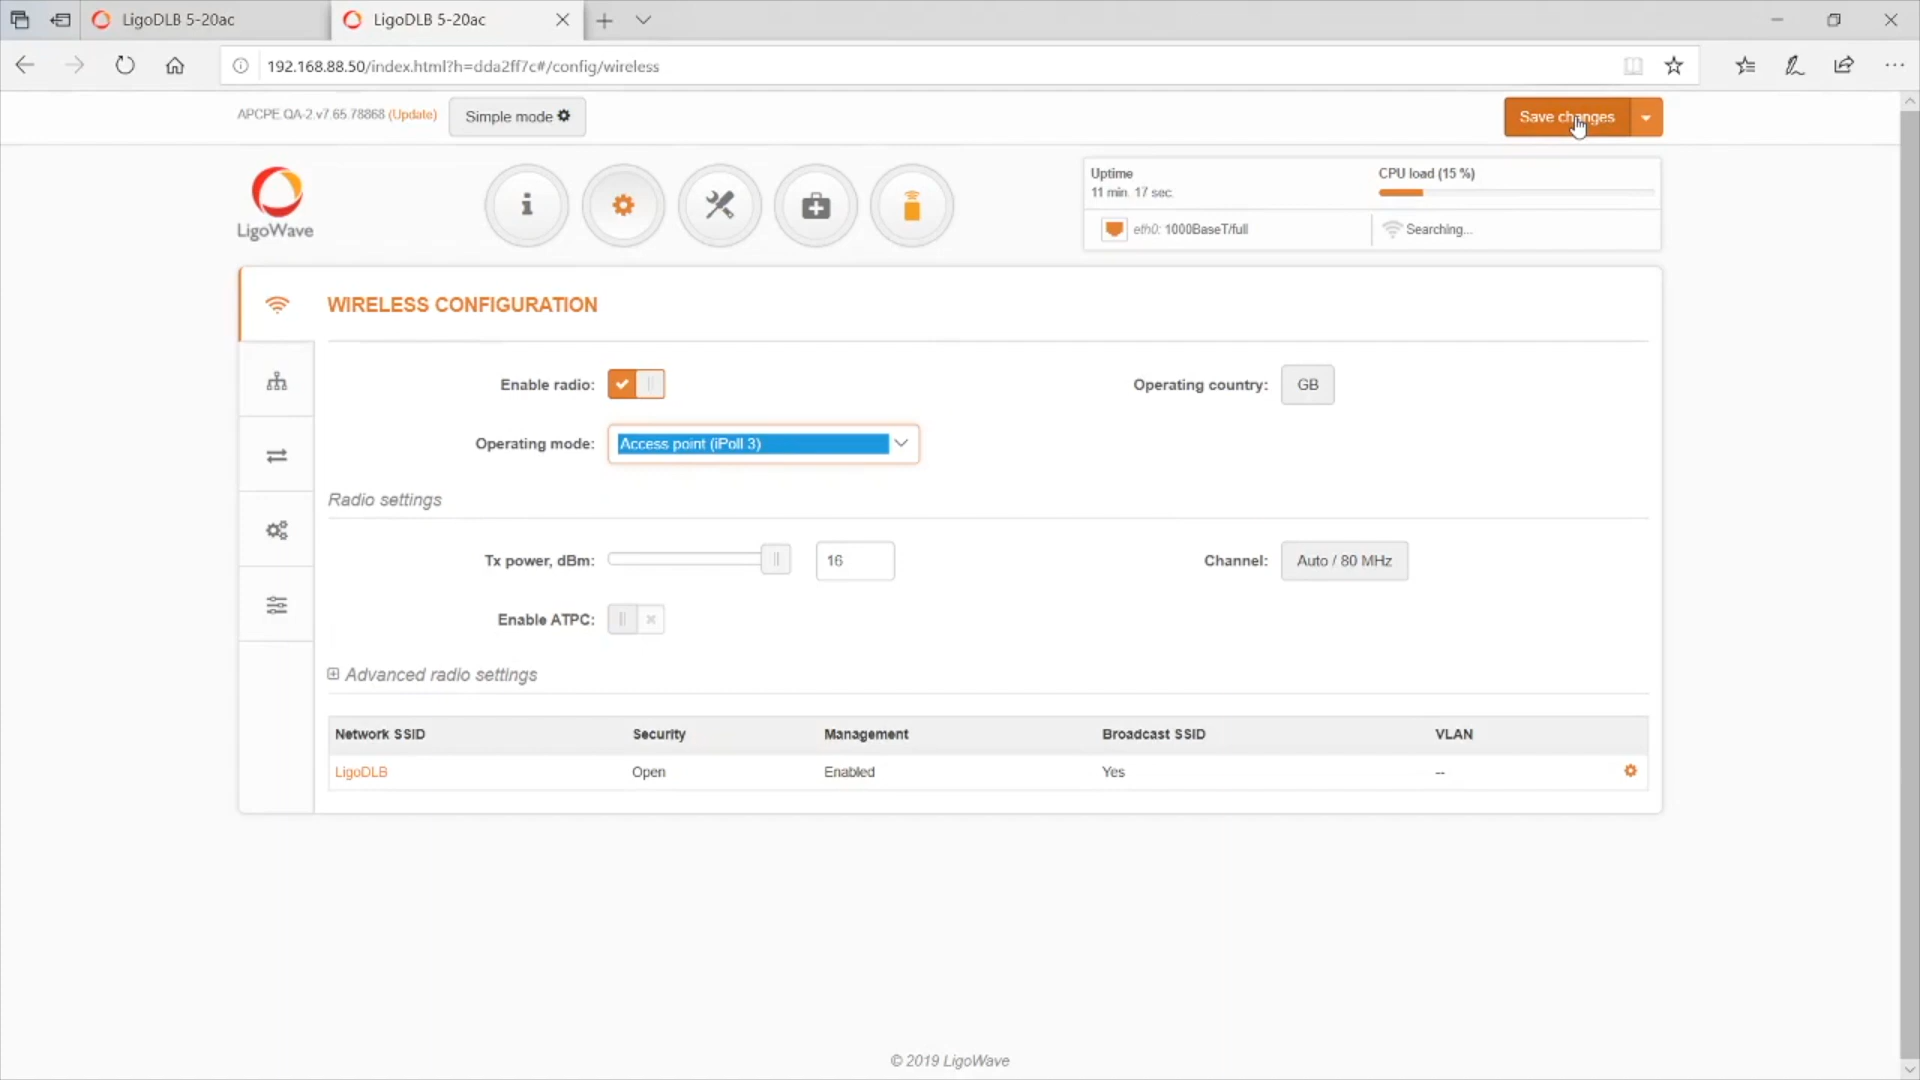 LigoDLB 5-20ac
LigoDLB 5-20ac
192.168.88.50/index.html?h=dda2ff7c#/config/wireless
APCPE.QA-2.v7.65.78868 (Update)
Simple mode
Save changes
LigoWave
Uptime
11 min. 17 sec.
CPU load (15 %)
eth0: 1000BaseT/full
Searching...
WIRELESS CONFIGURATION
Enable radio:
Operating country: GB
Operating mode: Access point (iPoll 3)
Radio settings
Tx power, dBm: 16
Channel: Auto / 80 MHz
Enable ATPC:
Advanced radio settings
Network SSID Security Management Broadcast SSID VLAN
LigoDLB Open Enabled Yes --
© 2019 LigoWave